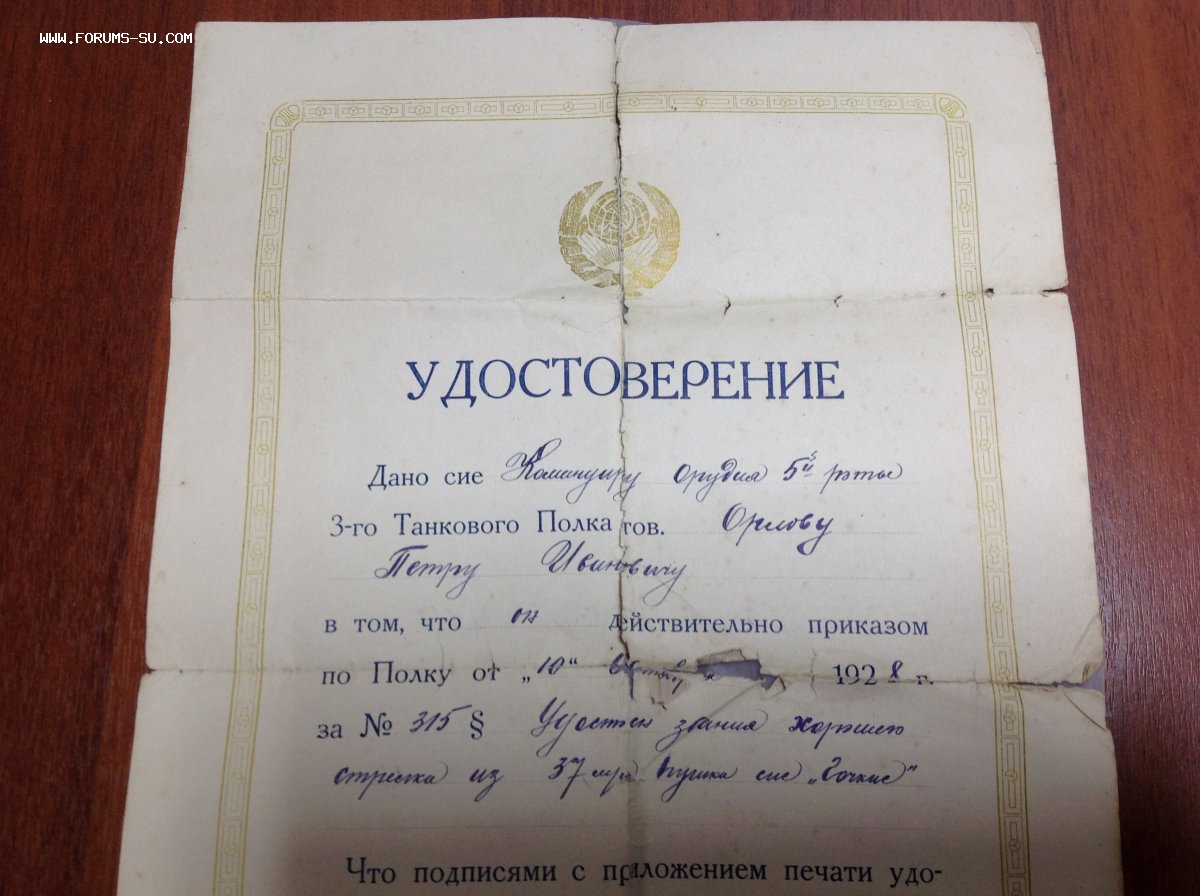 WWW.FORUMS-SU.COM
УДОСТОВЕРЕНИЕ
Дано сие Командиру орудия 5й роты
3-го Танкового Полка тов. Орлову
Петру Ивановичу
в том, что он действительно приказом
по Полку от „10“ 1928 г.
за № 315 § Удостоен звания хорошего
стрелка из 37 м/м пушки сис „Гочкис“
Что подписями с приложением печати удо-